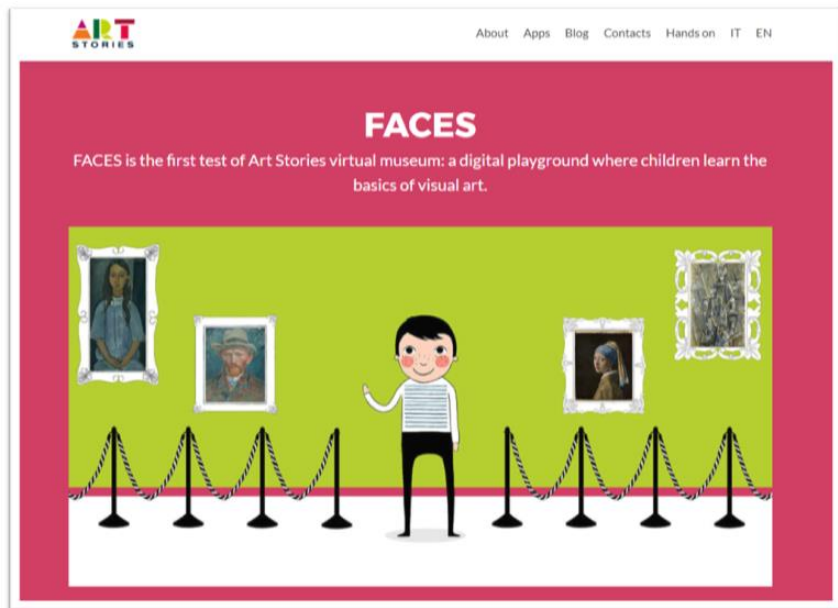 ART
STORIES
About Apps Blog Contacts Hands on IT EN
FACES
FACES is the first test of Art Stories virtual museum: a digital playground where children learn the
basics of visual art.